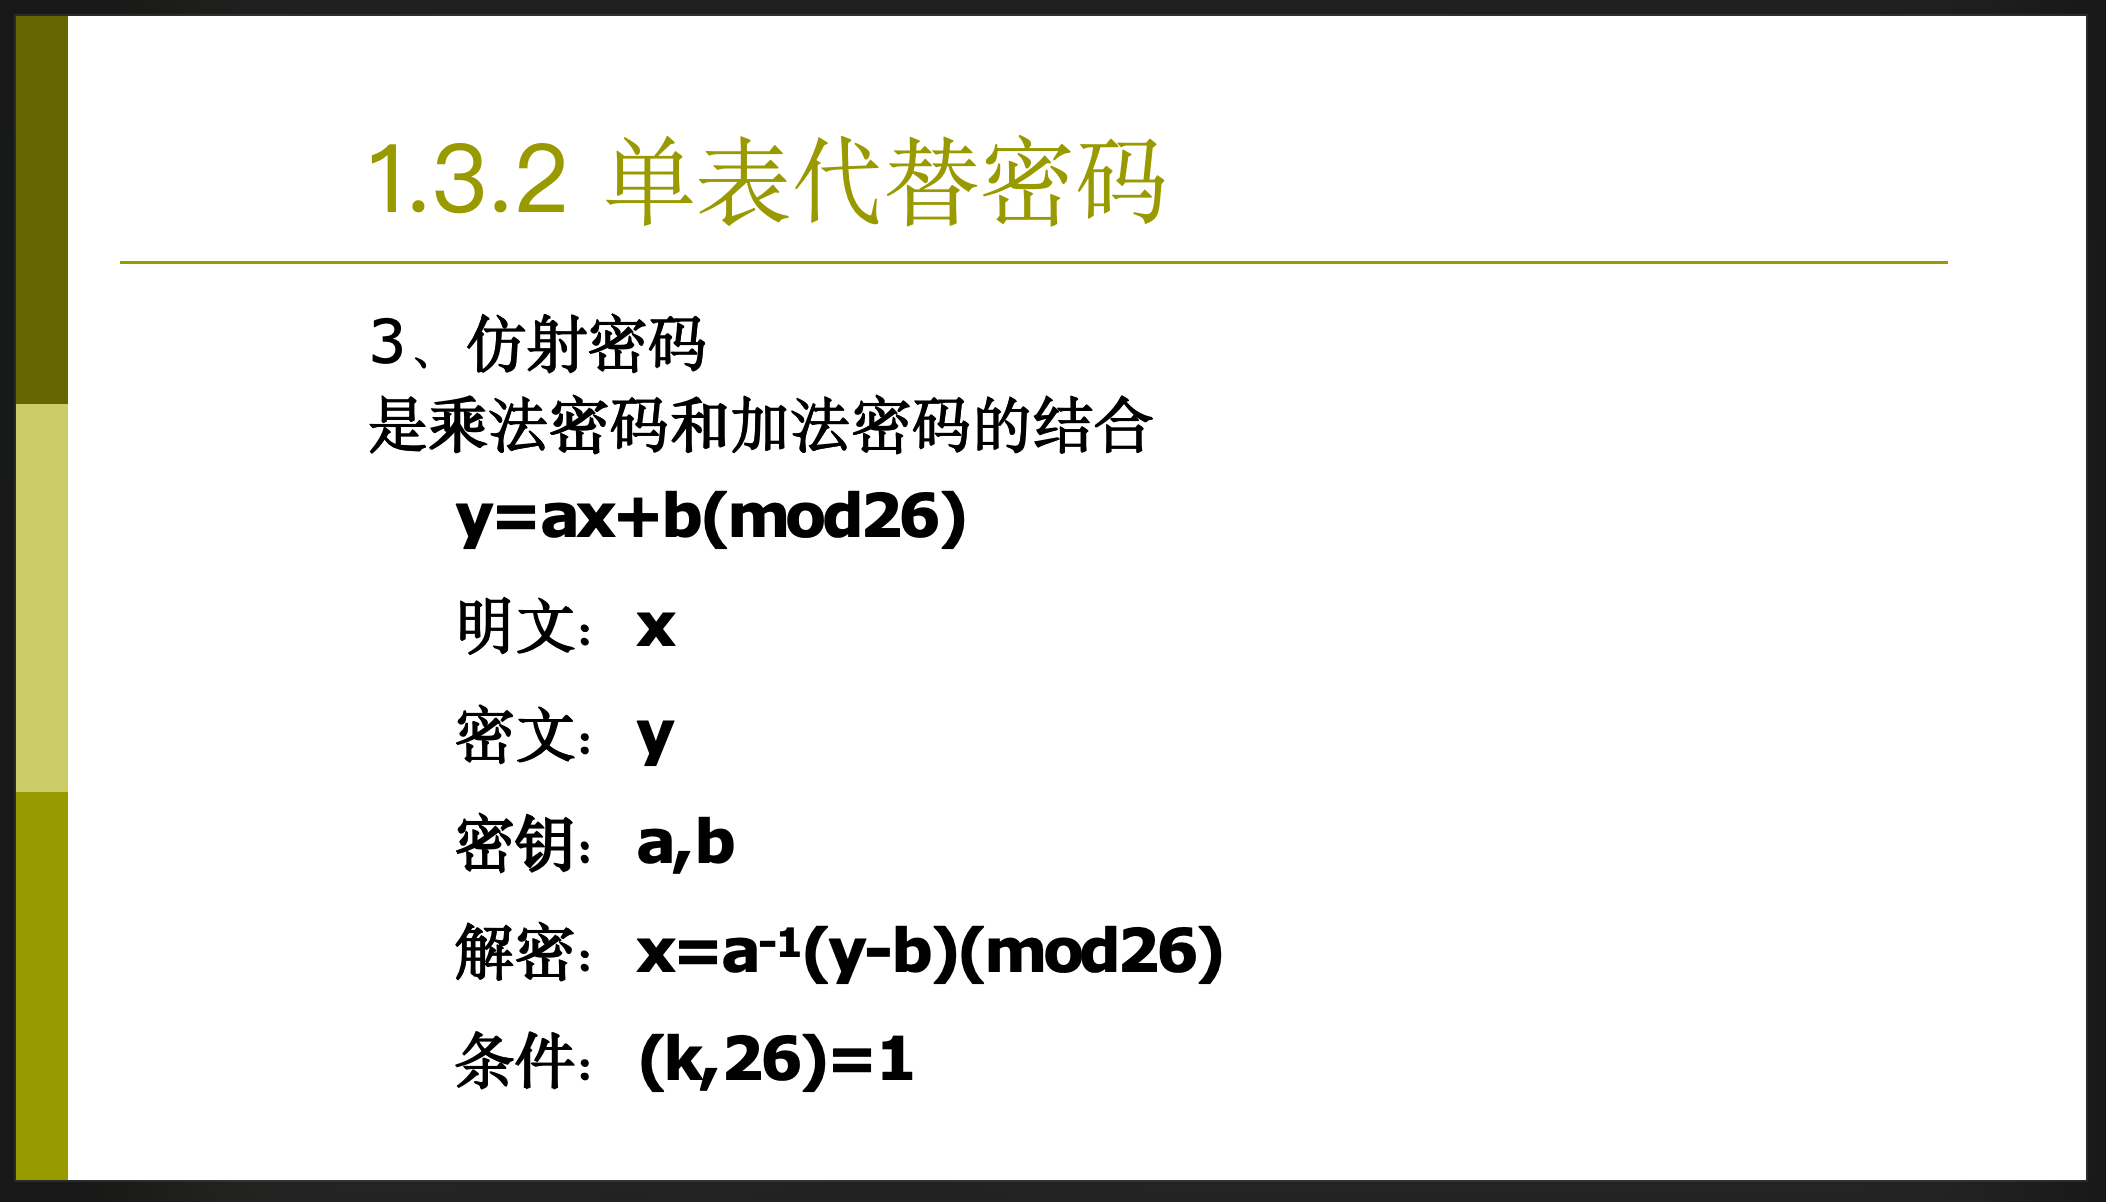 1.3.2 单表代替密码
3、仿射密码
是乘法密码和加法密码的结合
y=ax+b(mod26)
明文：x
密文：y
密钥：a,b
解密：x=a⁻¹(y-b)(mod26)
条件：(k,26)=1